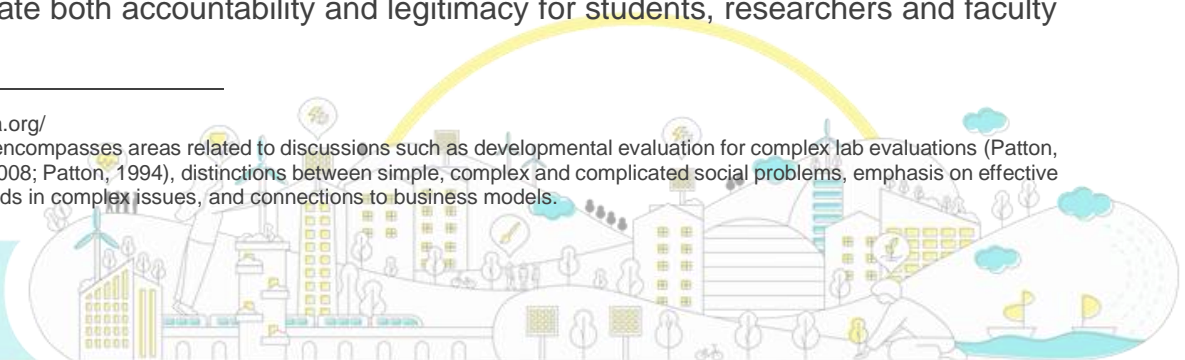 ate both accountability and legitimacy for students, researchers and faculty
a.org/
encompasses areas related to discussions such as developmental evaluation for complex lab evaluations (Patton,
008; Patton, 1994), distinctions between simple, complex and complicated social problems, emphasis on effective
ds in complex issues, and connections to business models.